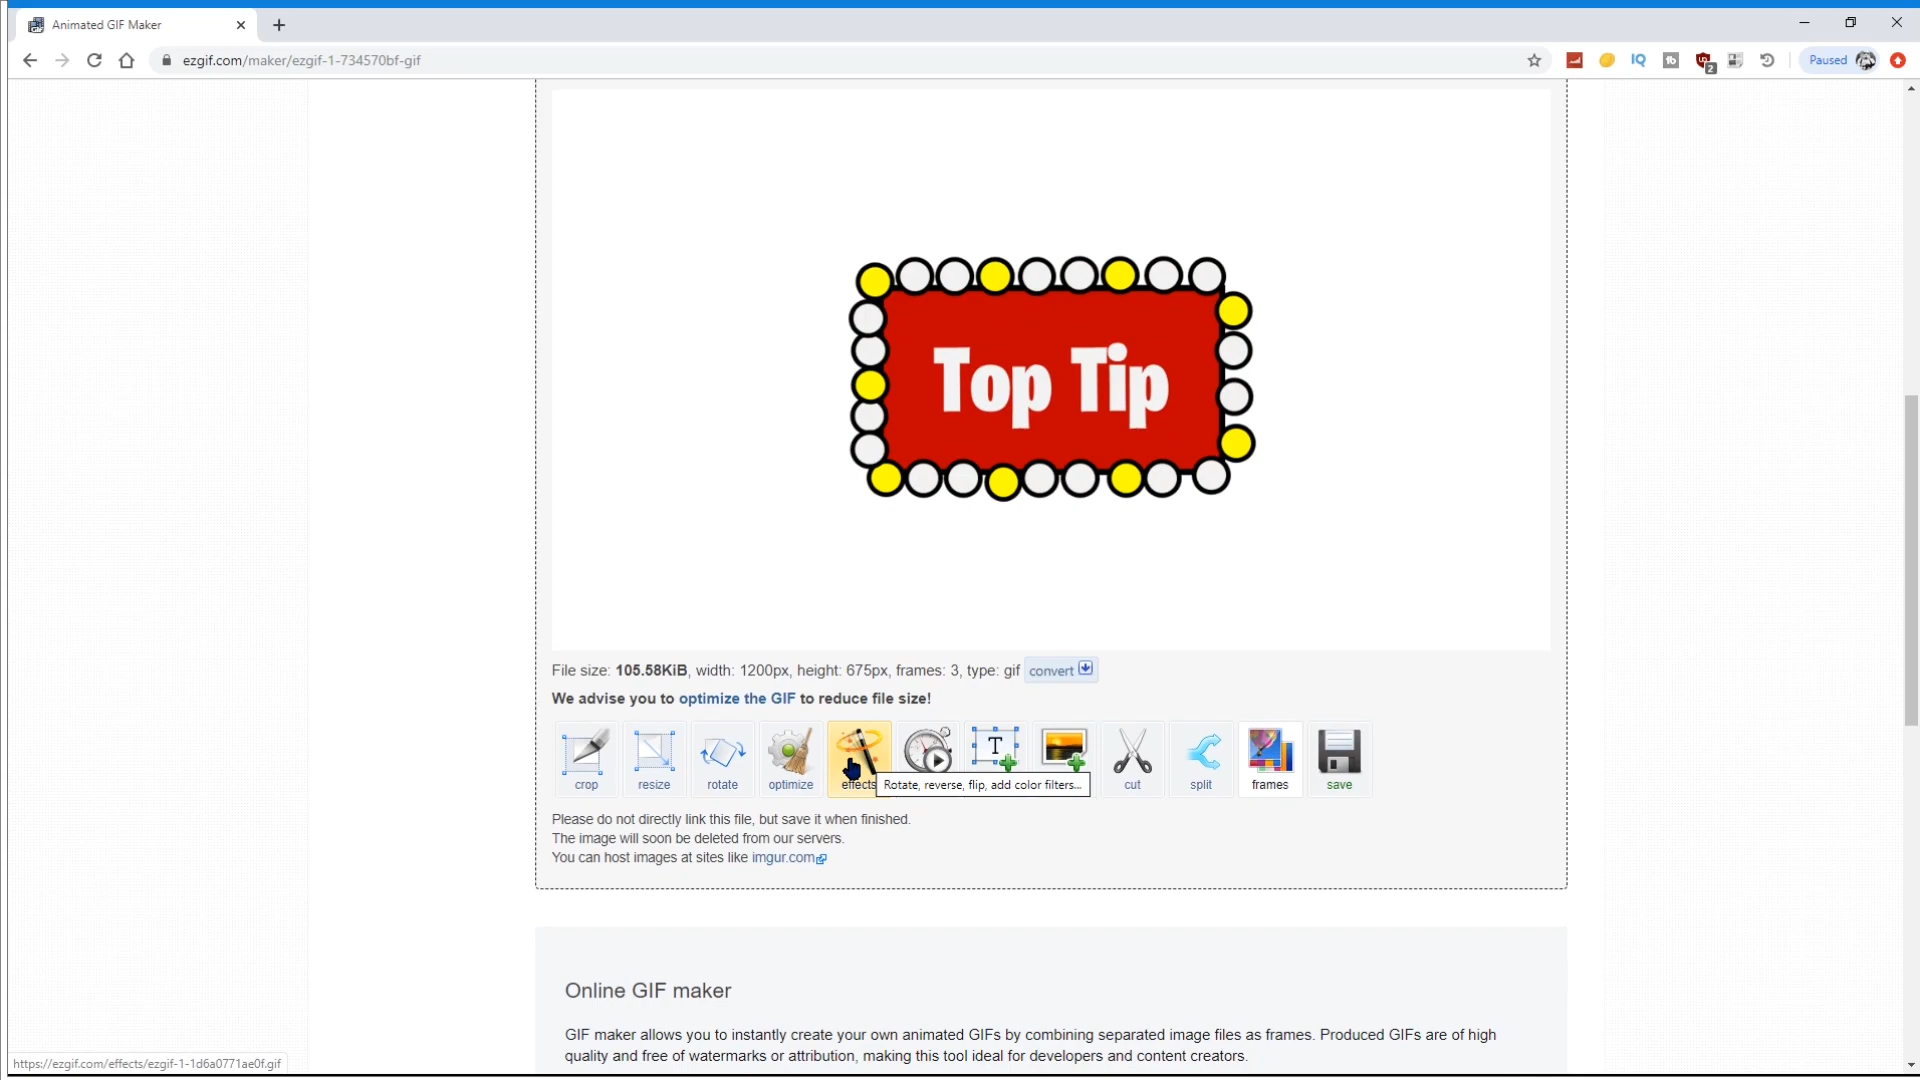 Animated GIF Maker
ezgif.com/maker/ezgif-1-734570bf-gif
IQ
2
Paused
Top Tip
File size: 105.58KiB, width: 1200px, height: 675px, frames: 3, type: gif convert
We advise you to optimize the GIF to reduce file size!
T
crop resize rotate optimize effects cut split frames save
Rotate, reverse, flip, add color filters...
Please do not directly link this file, but save it when finished.
The image will soon be deleted from our servers.
You can host images at sites like imgur.com
Online GIF maker
GIF maker allows you to instantly create your own animated GIFs by combining separated image files as frames. Produced GIFs are of high
quality and free of watermarks or attribution, making this tool ideal for developers and content creators.
https://ezgif.com/effects/ezgif-1-1d6a0771ae0f.gif